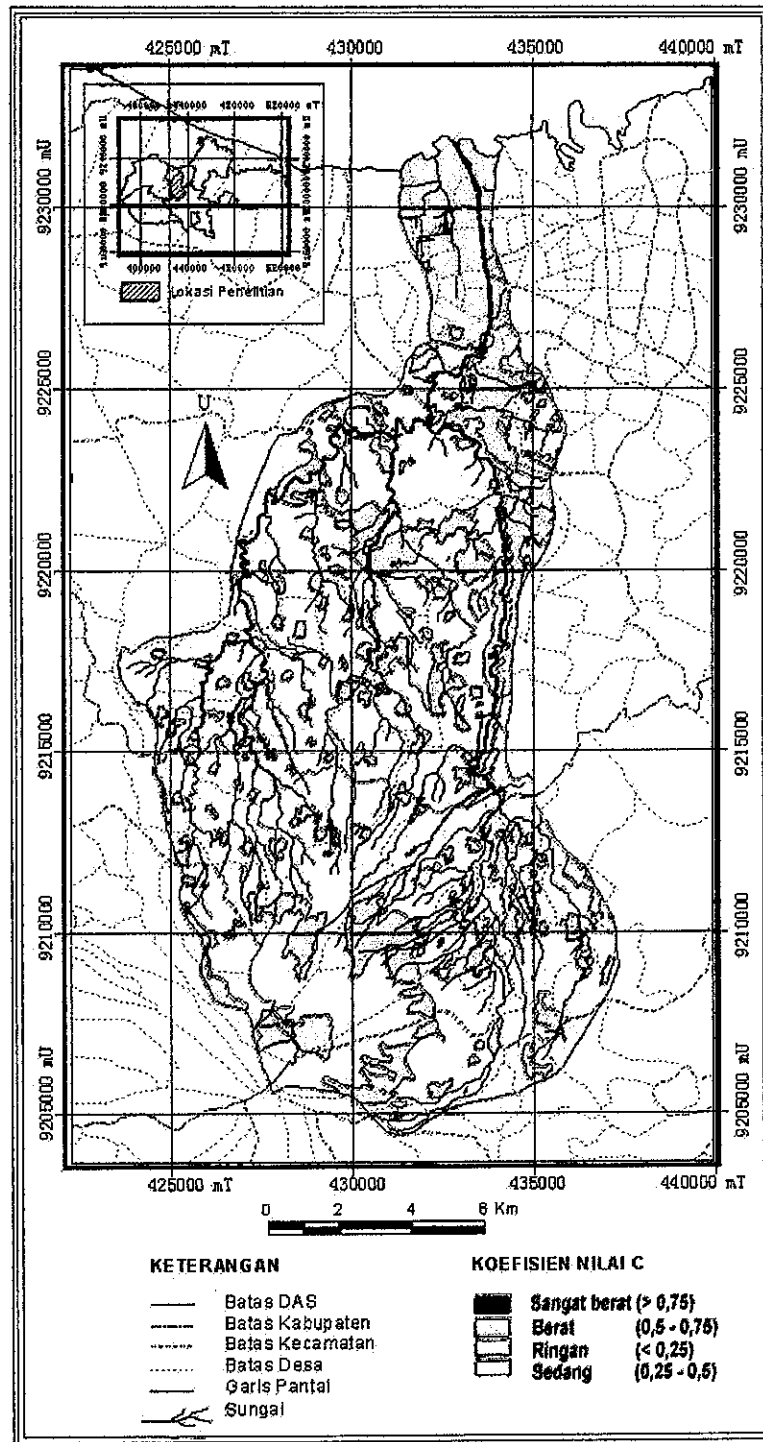 425000 mT 430000 435000 440000 mT
9230000 mU
9230000 mU
Lokasi Penelitian
9225000
9225000
U
9220000
9220000
9215000
9215000
9210000
9210000
9205000 mU
9205000 mU
425000 mT 430000 435000 440000 mT
0 2 4 6 Km
KETERANGAN
Batas DAS
Batas Kabupaten
Batas Kecamatan
Batas Desa
Garis Pantai
Sungai
KOEFISIEN NILAI C
Sangat berat (> 0,75)
Berat (0,5 - 0,75)
Ringan (< 0,25)
Sedang (0,25 - 0,5)